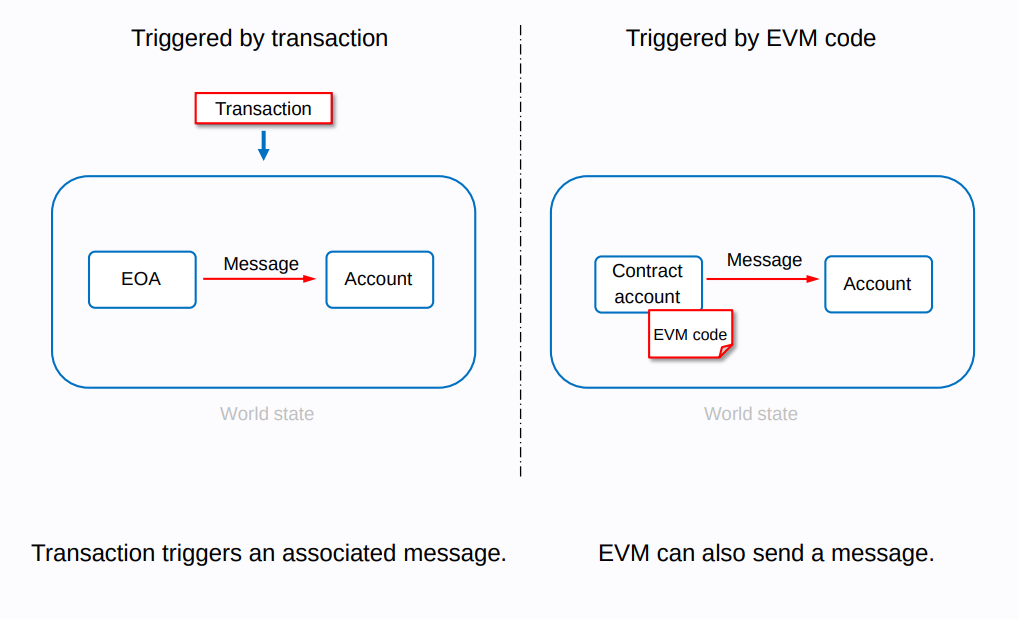 Triggered by transaction
Transaction
EOA
Message
Account
World state
Transaction triggers an associated message.
Triggered by EVM code
Contract
account
EVM code
Message
Account
World state
EVM can also send a message.